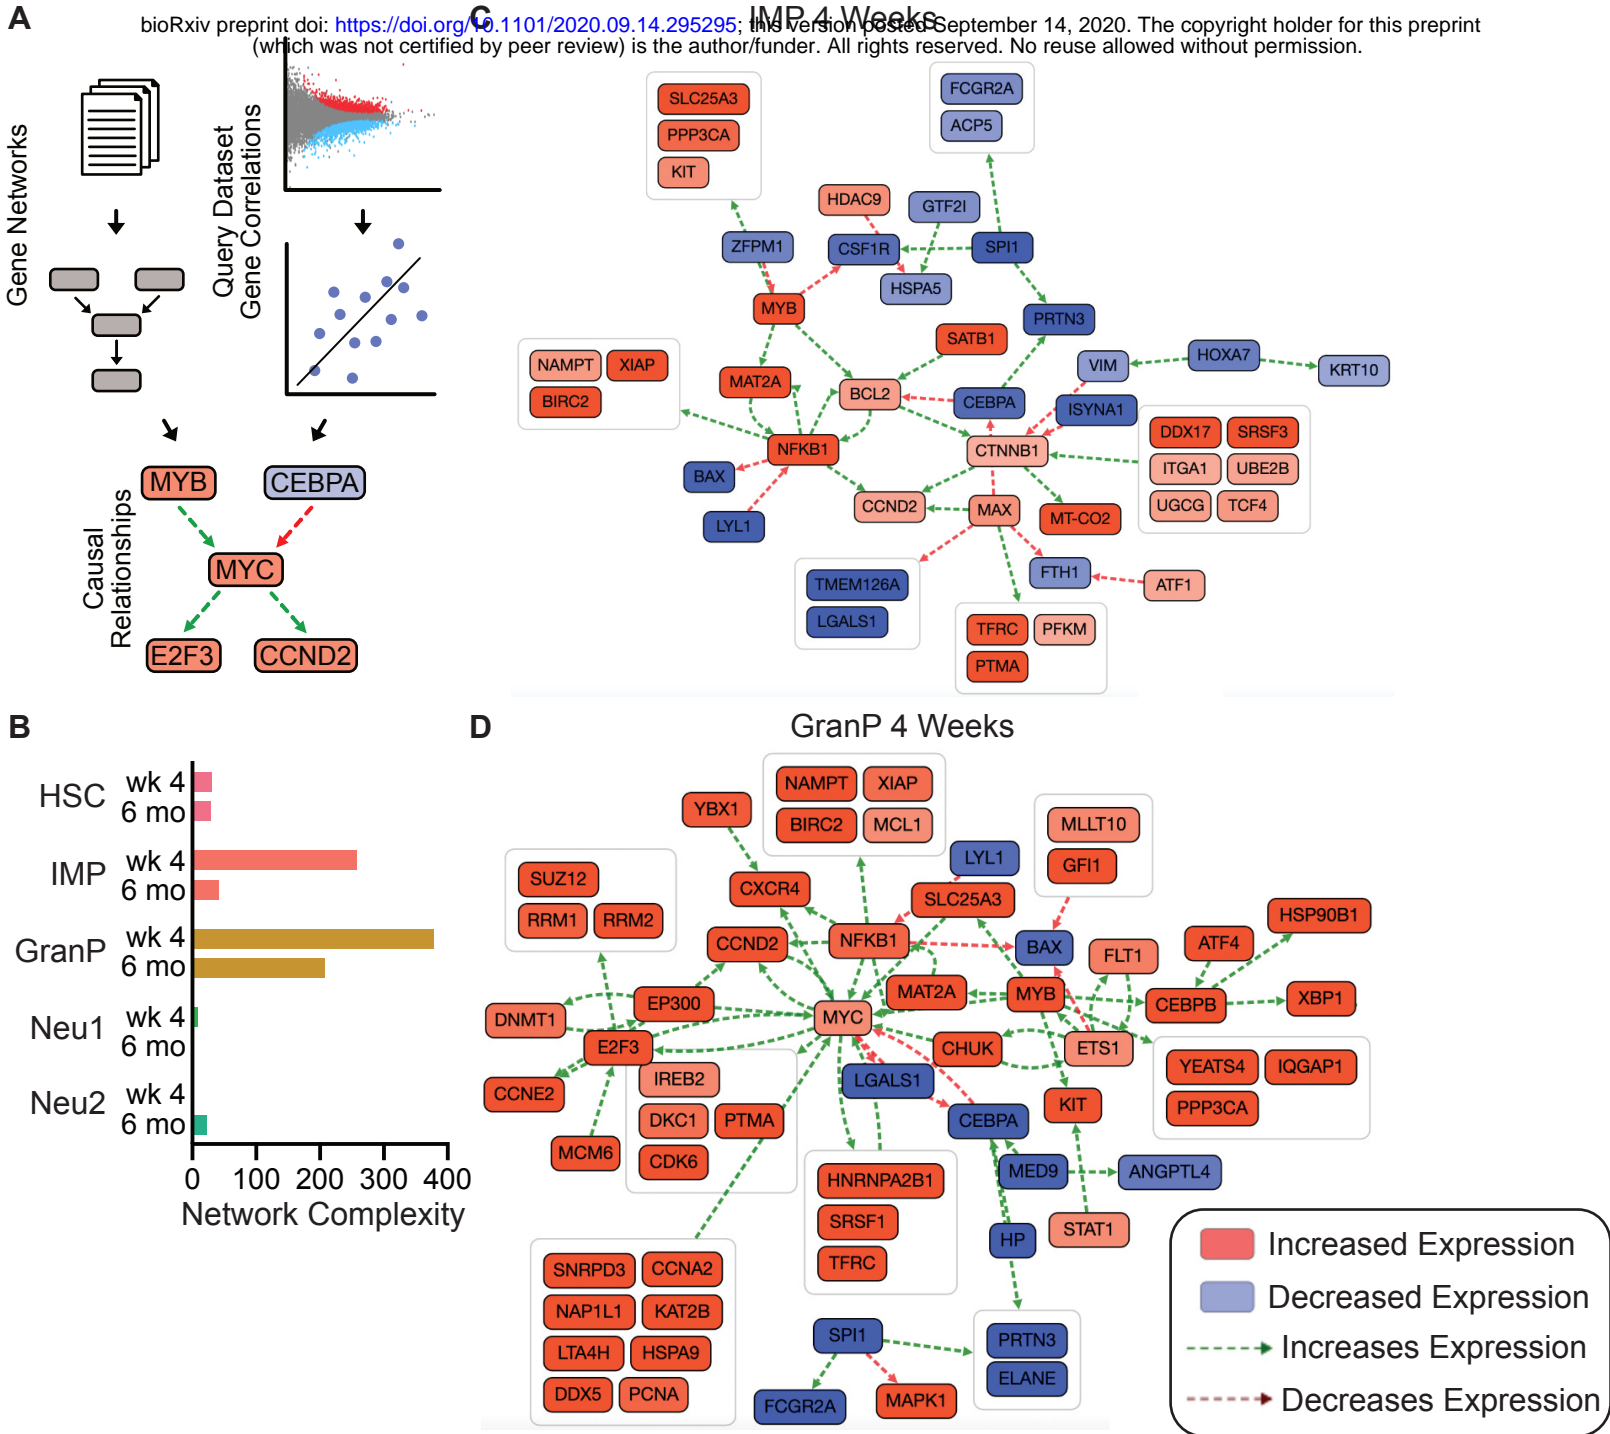 A
bioRxiv preprint doi: https://doi.org/10.1101/2020.09.14.295295; this version posted September 14, 2020. The copyright holder for this preprint
(which was not certified by peer review) is the author/funder. All rights reserved. No reuse allowed without permission.
Gene Networks
Query Dataset
Gene Correlations
MYB
CEBPA
MYC
E2F3
CCND2
Causal
Relationships
B
HSC
wk 4
6 mo
IMP
wk 4
6 mo
GranP
wk 4
6 mo
Neu1
wk 4
6 mo
Neu2
wk 4
6 mo
0 100 200 300 400
Network Complexity
C
IMP 4 Weeks
SLC25A3
PPP3CA
KIT
FCGR2A
ACP5
HDAC9
GTF2I
ZFPM1
CSF1R
SPI1
HSPA5
MYB
PRTN3
SATB1
NAMPT XIAP
BIRC2
MAT2A
BCL2
CEBPA
VIM
HOXA7
KRT10
ISYNA1
NFKB1
CTNNB1
DDX17 SRSF3
ITGA1 UBE2B
UGCG TCF4
BAX
LYL1
CCND2
MAX
MT-CO2
TMEM126A
LGALS1
FTH1
ATF1
TFRC PFKM
PTMA
D
GranP 4 Weeks
NAMPT XIAP
BIRC2 MCL1
YBX1
LYL1
MLLT10
GFI1
SUZ12
RRM1 RRM2
CXCR4
SLC25A3
HSP90B1
CCND2
NFKB1
BAX
FLT1
ATF4
DNMT1
EP300
MAT2A
MYB
CEBPB
XBP1
MYC
E2F3
CHUK
ETS1
CCNE2
IREB2
DKC1 PTMA
CDK6
LGALS1
CEBPA
KIT
YEATS4 IQGAP1
PPP3CA
MCM6
MED9
ANGPTL4
HNRNPA2B1
SRSF1
TFRC
HP
STAT1
SNRPD3 CCNA2
NAP1L1 KAT2B
LTA4H HSPA9
DDX5 PCNA
SPI1
PRTN3
ELANE
FCGR2A
MAPK1
Increased Expression
Decreased Expression
Increases Expression
Decreases Expression